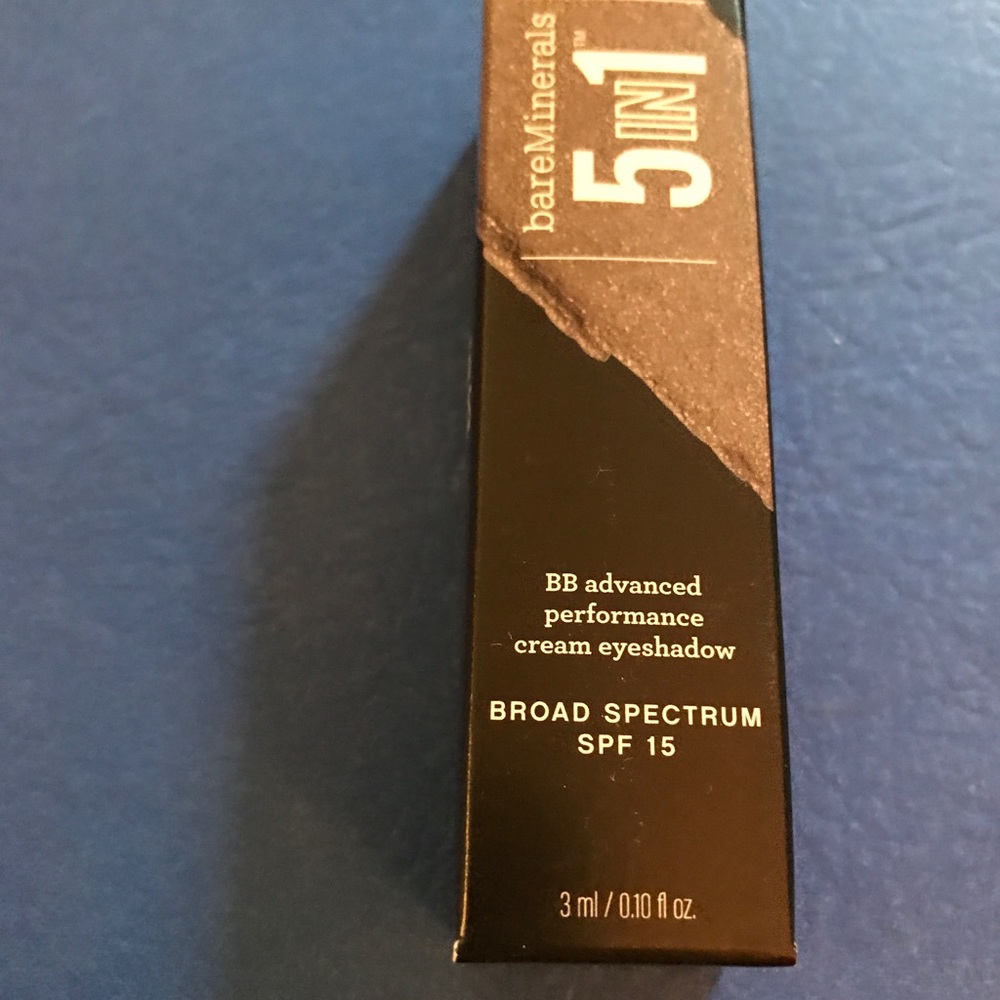 bareMinerals
5IN1™
BB advanced
performance
cream eyeshadow
BROAD SPECTRUM
SPF 15
3 ml / 0.10 fl oz.